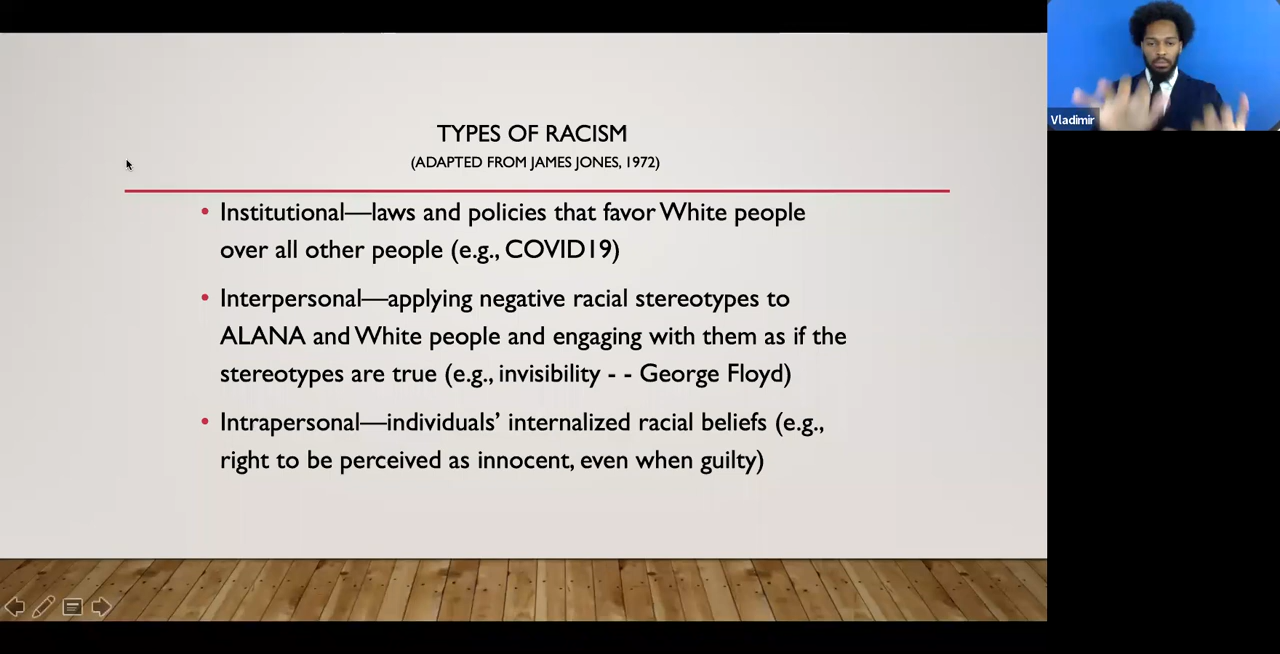 TYPES OF RACISM
(ADAPTED FROM JAMES JONES, 1972)
• Institutional—laws and policies that favor White people
over all other people (e.g., COVID19)
• Interpersonal—applying negative racial stereotypes to
ALANA and White people and engaging with them as if the
stereotypes are true (e.g., invisibility - - George Floyd)
• Intrapersonal—individuals’ internalized racial beliefs (e.g.,
right to be perceived as innocent, even when guilty)
Vladimir